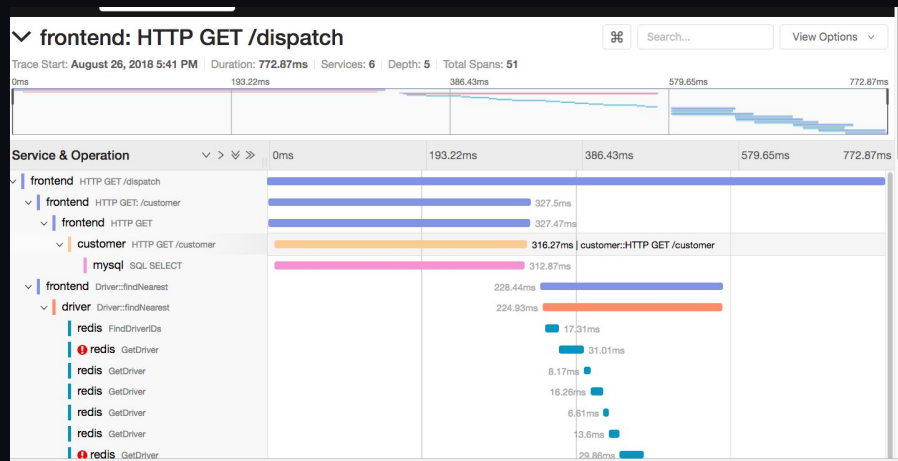 frontend: HTTP GET /dispatch
⌘ Search... View Options
Trace Start: August 26, 2018 5:41 PM | Duration: 772.87ms | Services: 6 | Depth: 5 | Total Spans: 51
0ms 193.22ms 386.43ms 579.65ms 772.87ms
Service & Operation 0ms 193.22ms 386.43ms 579.65ms 772.87ms
frontend HTTP GET /dispatch
frontend HTTP GET: /customer 327.5ms
frontend HTTP GET 327.47ms
customer HTTP GET /customer 316.27ms | customer::HTTP GET /customer
mysql SQL SELECT 312.87ms
frontend Driver::findNearest 228.44ms
driver Driver::findNearest 224.93ms
redis FindDriverIDs 17.31ms
redis GetDriver 31.01ms
redis GetDriver 8.17ms
redis GetDriver 16.26ms
redis GetDriver 6.61ms
redis GetDriver 13.6ms
redis GetDriver 29.86ms